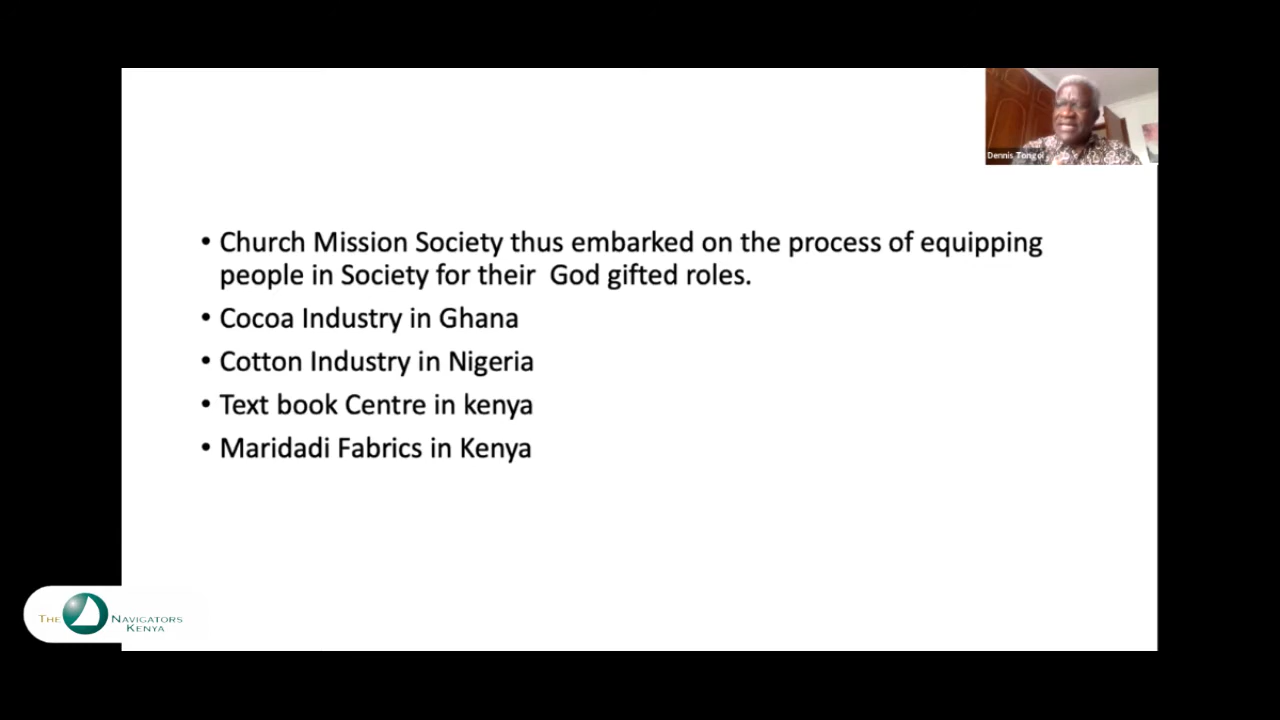 Dennis Tongoi
• Church Mission Society thus embarked on the process of equipping
people in Society for their  God gifted roles.
• Cocoa Industry in Ghana
• Cotton Industry in Nigeria
• Text book Centre in kenya
• Maridadi Fabrics in Kenya
THE NAVIGATORS
KENYA